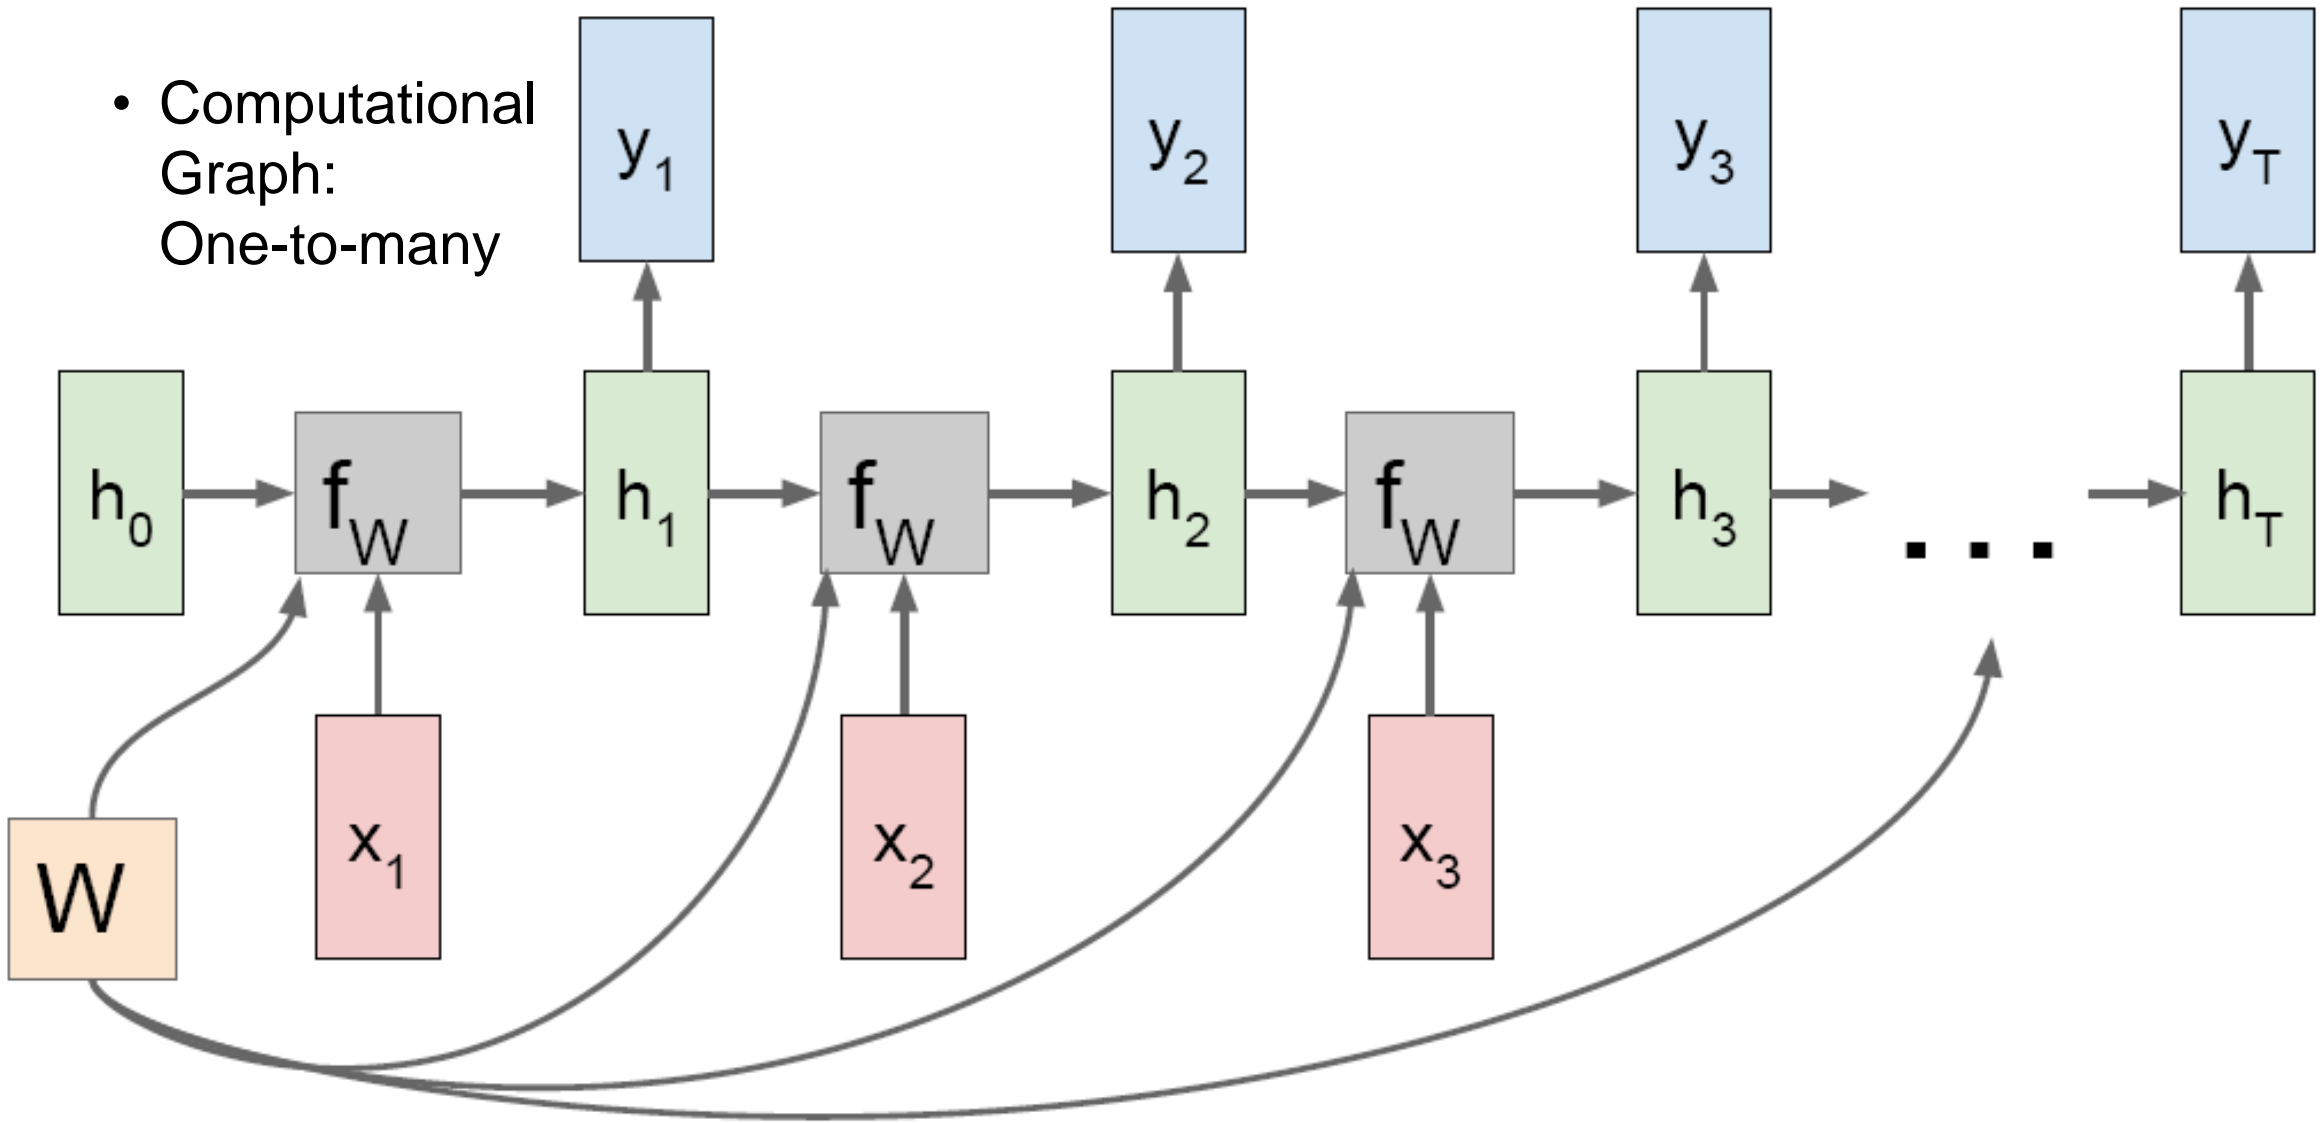 • Computational
Graph:
One-to-many
y1 y2 y3 yT
h0 fW h1 fW h2 fW h3 ... hT
W x1 x2 x3